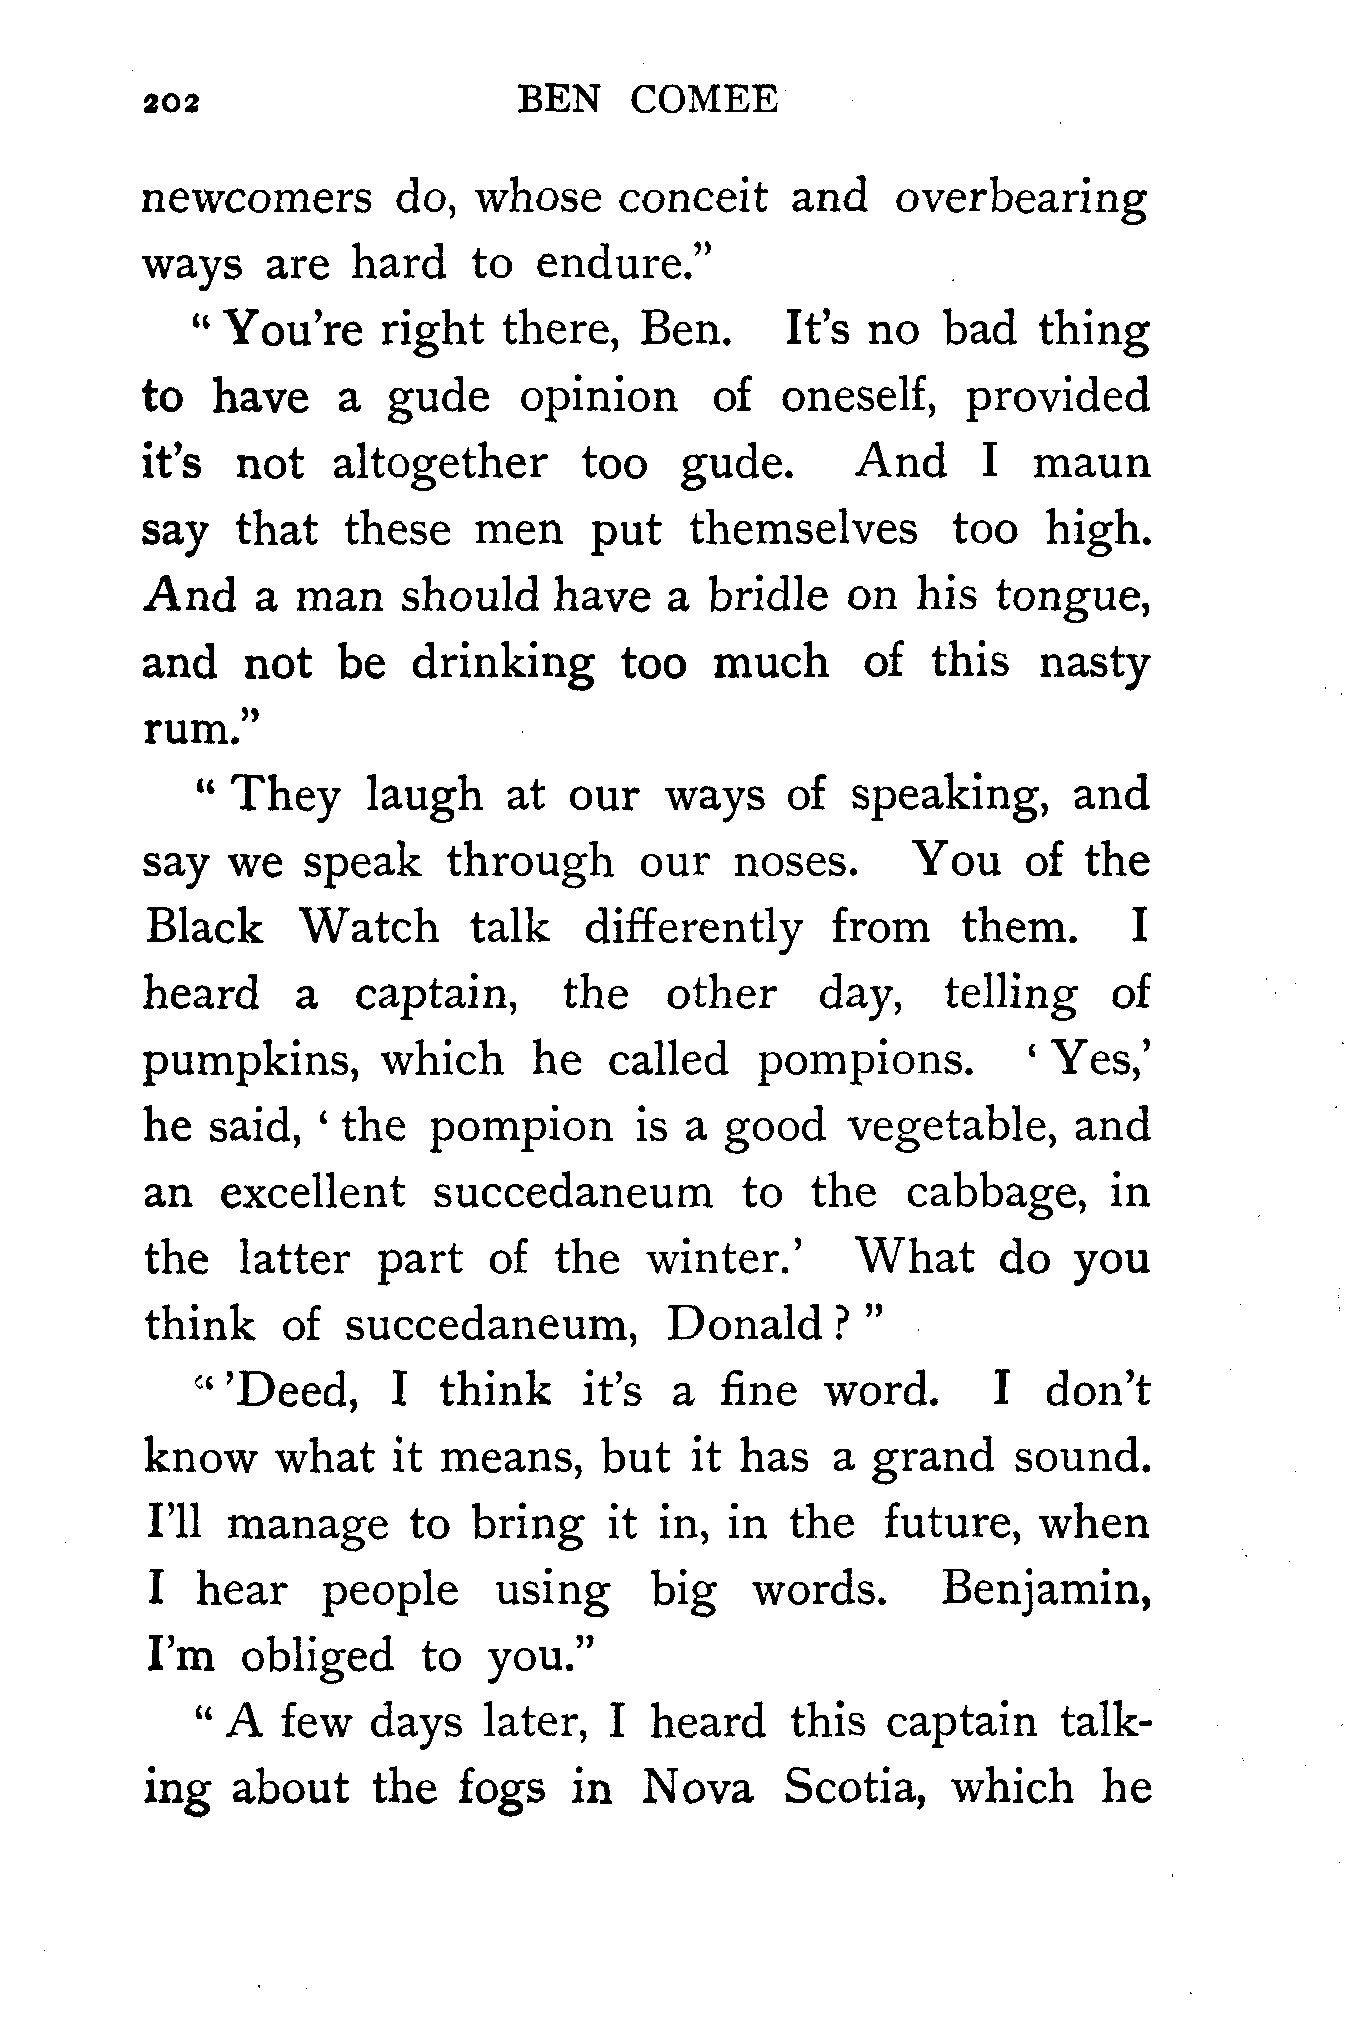 202 BEN COMEE
newcomers do, whose conceit and overbearing
ways are hard to endure."
" You're right there, Ben. It's no bad thing
to have a gude opinion of oneself, provided
it's not altogether too gude. And I maun
say that these men put themselves too high.
And a man should have a bridle on his tongue,
and not be drinking too much of this nasty
rum."
" They laugh at our ways of speaking, and
say we speak through our noses. You of the
Black Watch talk differently from them. I
heard a captain, the other day, telling of
pumpkins, which he called pompions. ' Yes,'
he said, ' the pompion is a good vegetable, and
an excellent succedaneum to the cabbage, in
the latter part of the winter.' What do you
think of succedaneum, Donald ? "
" 'Deed, I think it's a fine word. I don't
know what it means, but it has a grand sound.
I'll manage to bring it in, in the future, when
I hear people using big words. Benjamin,
I'm obliged to you."
" A few days later, I heard this captain talk-
ing about the fogs in Nova Scotia, which he